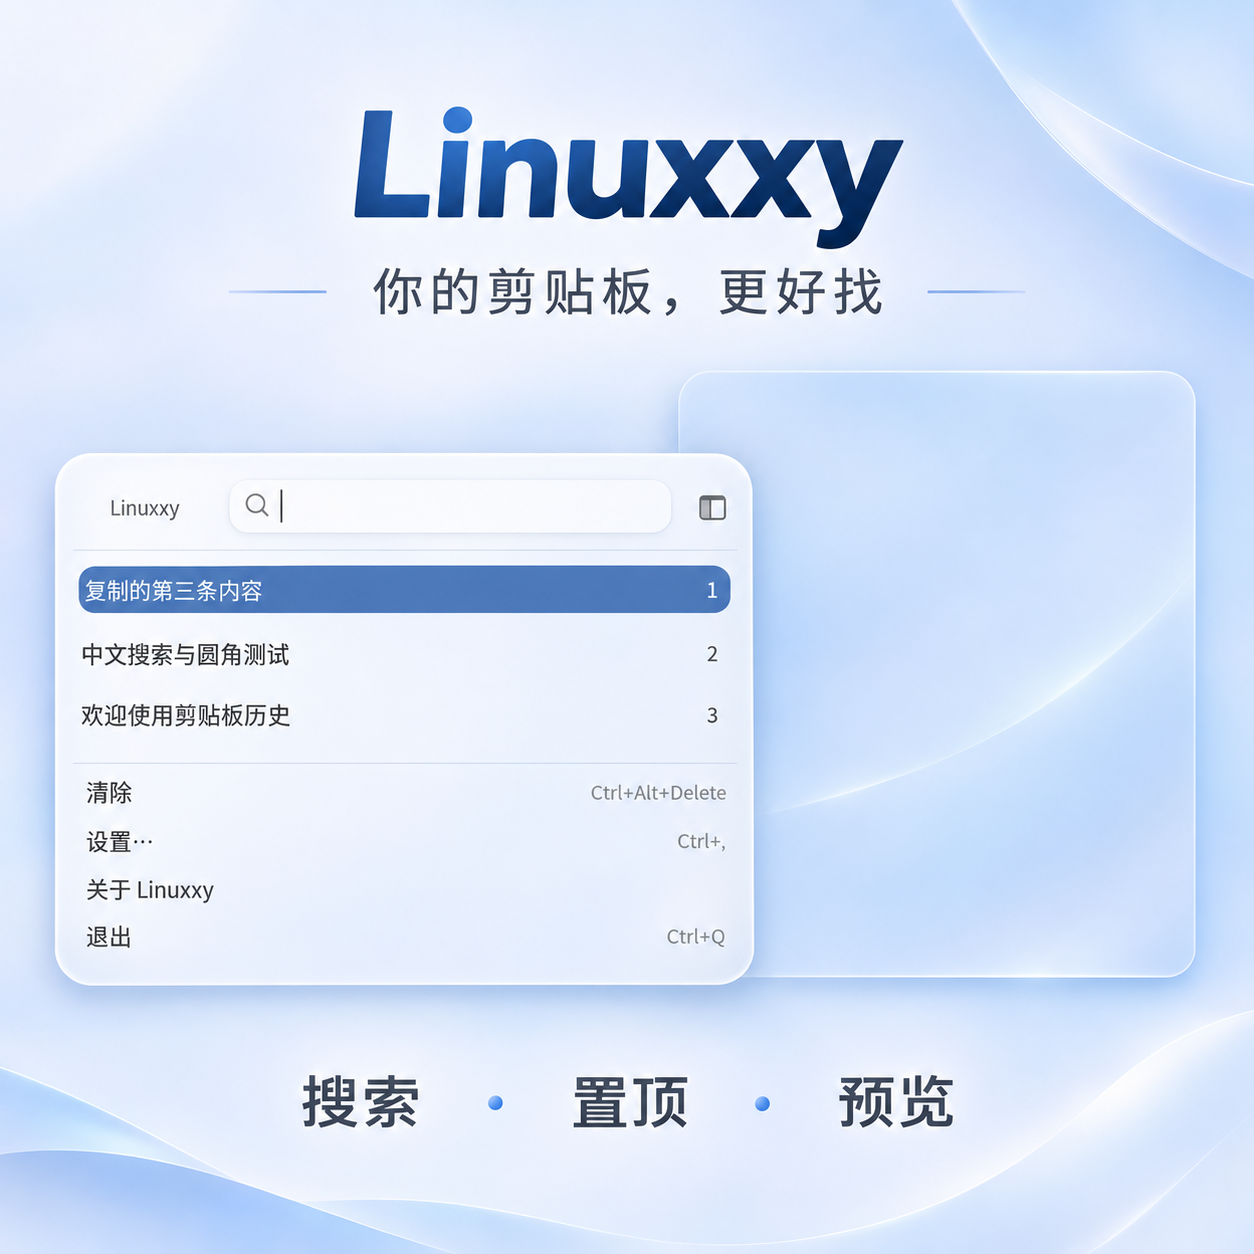 Linuxxy
你的剪贴板，更好找
Linuxxy
复制的第三条内容 1
中文搜索与圆角测试 2
欢迎使用剪贴板历史 3
清除 Ctrl+Alt+Delete
设置… Ctrl+,
关于 Linuxxy
退出 Ctrl+Q
搜索 • 置顶 • 预览